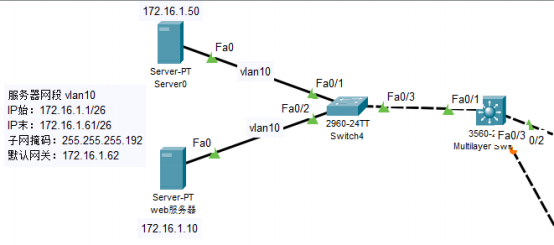 172.16.1.50
Fa0
Server-PT
Server0
vlan10
Fa0/1
服务器网段 vlan10
IP始：172.16.1.1/26
IP末：172.16.1.61/26
子网掩码：255.255.255.192
默认网关：172.16.1.62
Fa0/2
Fa0/3
Fa0/1
2960-24TT
Switch4
3560-2
Fa0/3
0/2
Multilayer Sw
vlan10
Fa0
Server-PT
web服务器
172.16.1.10